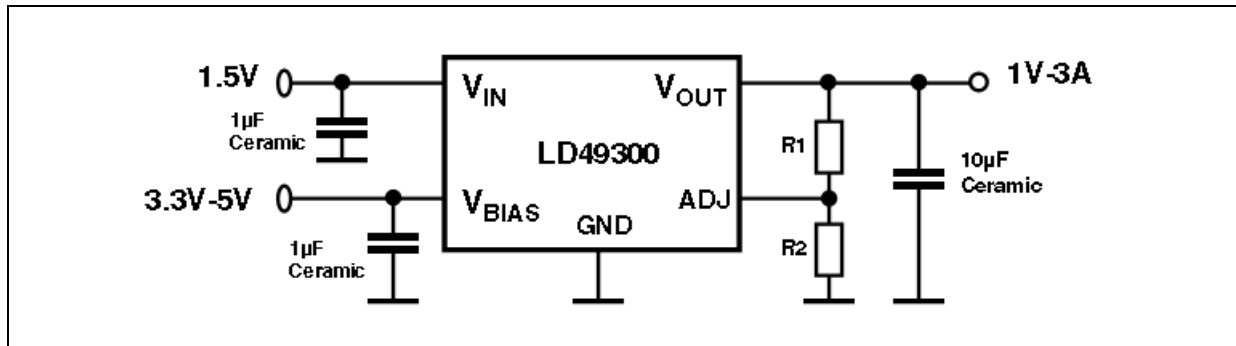 1.5V
1µF
Ceramic
3.3V-5V
1µF
Ceramic
VIN
VOUT
LD49300
VBIAS
ADJ
GND
R1
R2
1V-3A
10µF
Ceramic